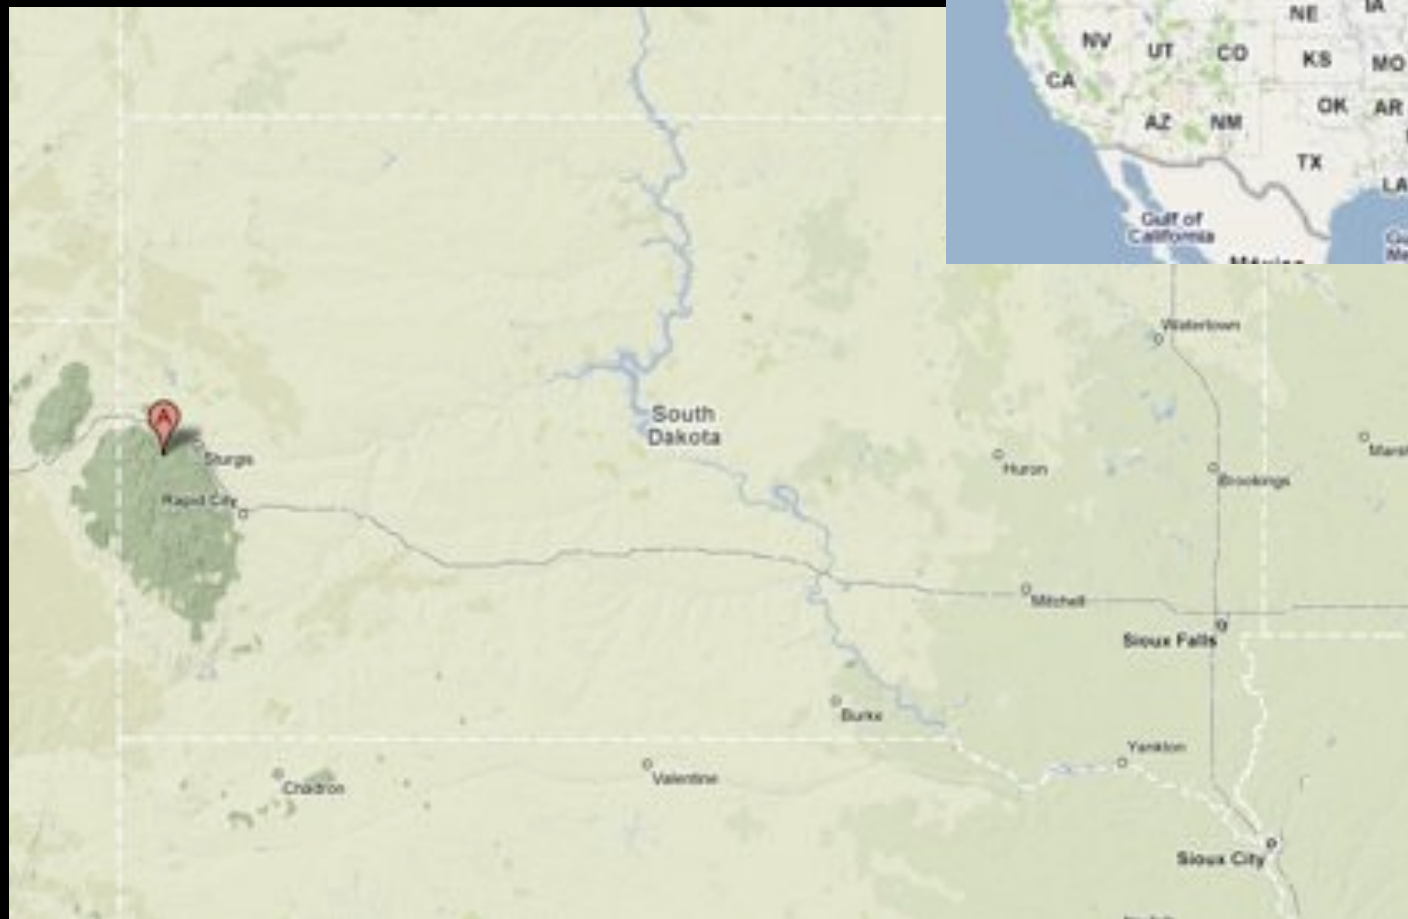 NE
IA
NV
UT
CO
KS
MO
CA
OK
AR
AZ
NM
TX
LA
Gulf of
California
México
Watertown
A
South
Dakota
Sturgis
Huron
Brookings
Rapid City
Mitchell
Sioux Falls
Burke
Yankton
Chadron
Valentine
Sioux City